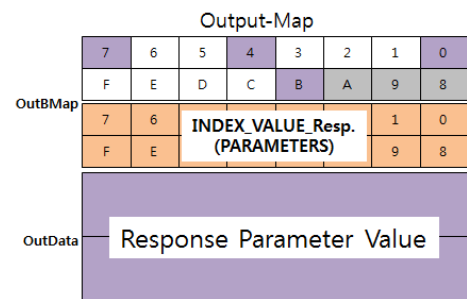 Output-Map
7 6 5 4 3 2 1 0
F E D C B A 9 8
OutBMap
7 6 1 0
INDEX_VALUE_Resp.
(PARAMETERS)
F E 9 8
OutData
Response Parameter Value